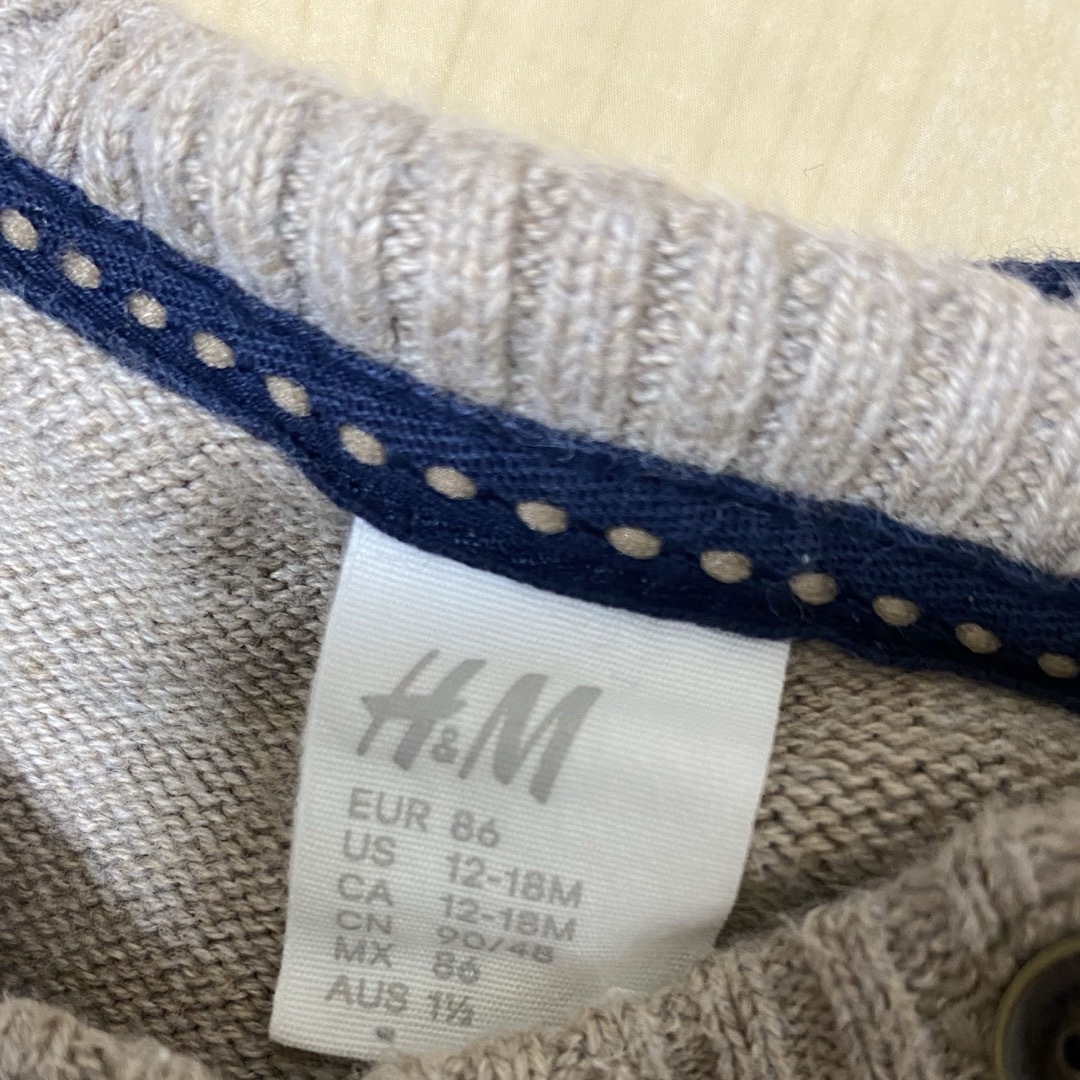 H&M
EUR 86
US 12-18M
CA 12-18M
CN 90/48
MX 86
AUS 1½